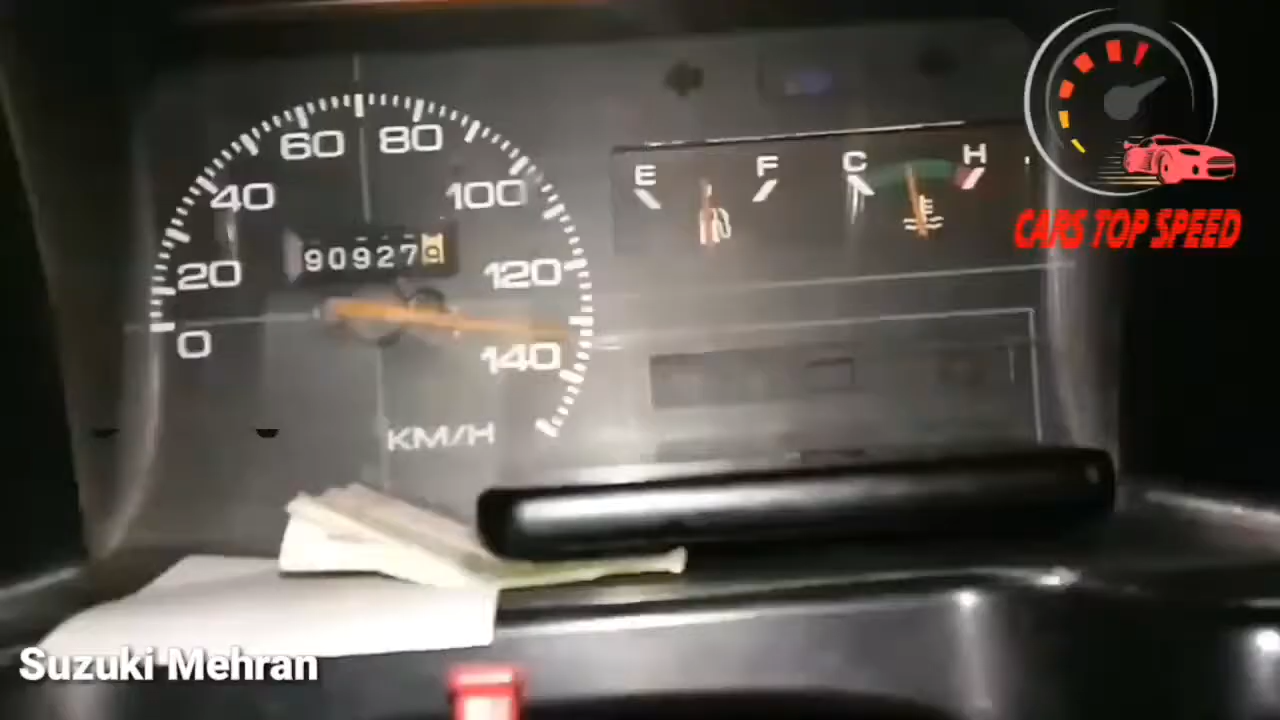 60 80
40 100
20 120
0 140
90927
KM/H
E F C H
CARS TOP SPEED
Suzuki Mehran